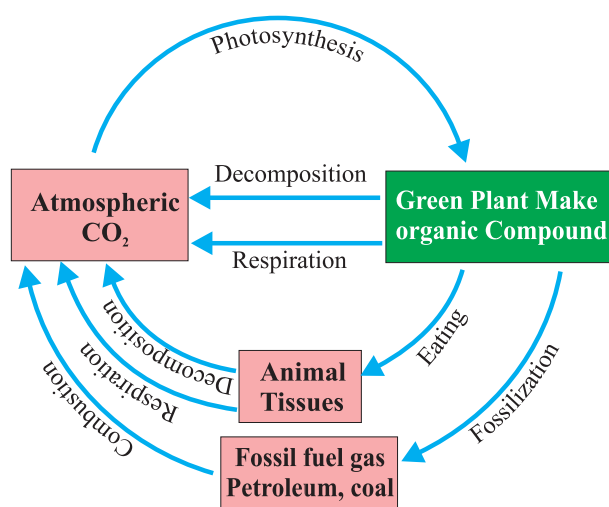 Photosynthesis
Decomposition
Atmospheric
CO₂
Green Plant Make
organic Compound
Respiration
Decomposition
Respiration
Combustion
Eating
Fossilization
Animal
Tissues
Fossil fuel gas
Petroleum, coal